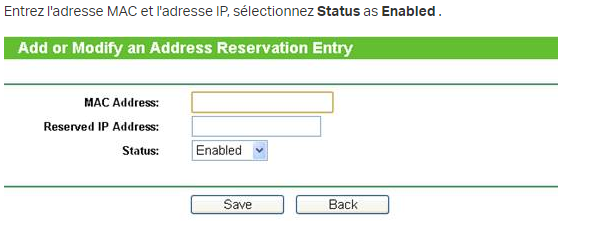 Entrez l'adresse MAC et l'adresse IP, sélectionnez Status as Enabled .
Add or Modify an Address Reservation Entry
MAC Address:
Reserved IP Address:
Status: Enabled
Save Back